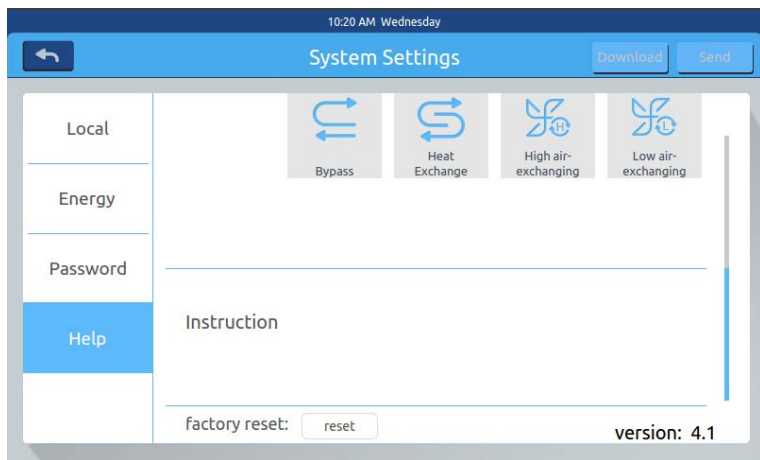 10:20 AM Wednesday
System Settings
Download
Send
Local
Energy
Password
Help
Bypass
Heat
Exchange
H
High air-
exchanging
L
Low air-
exchanging
Instruction
factory reset:
reset
version: 4.1